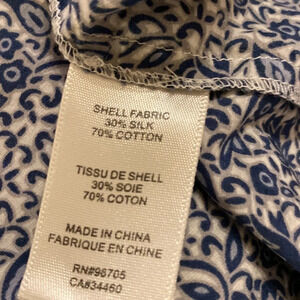 SHELL FABRIC
30% SILK
70% COTTON
TISSU DE SHELL
30% SOIE
70% COTON
MADE IN CHINA
FABRIQUE EN CHINE
RN#98705
CA#34460